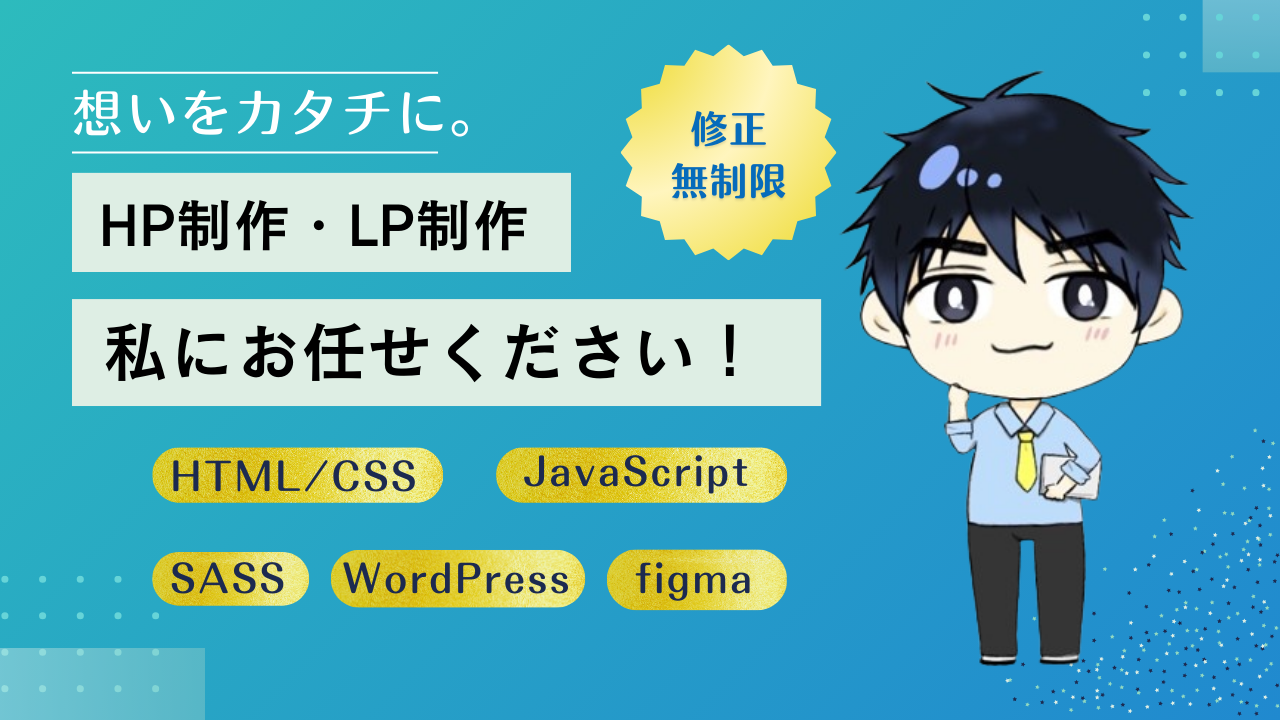 想いをカタチに。
修正
無制限
HP制作・LP制作
私にお任せください！
HTML/CSS
JavaScript
SASS
WordPress
figma